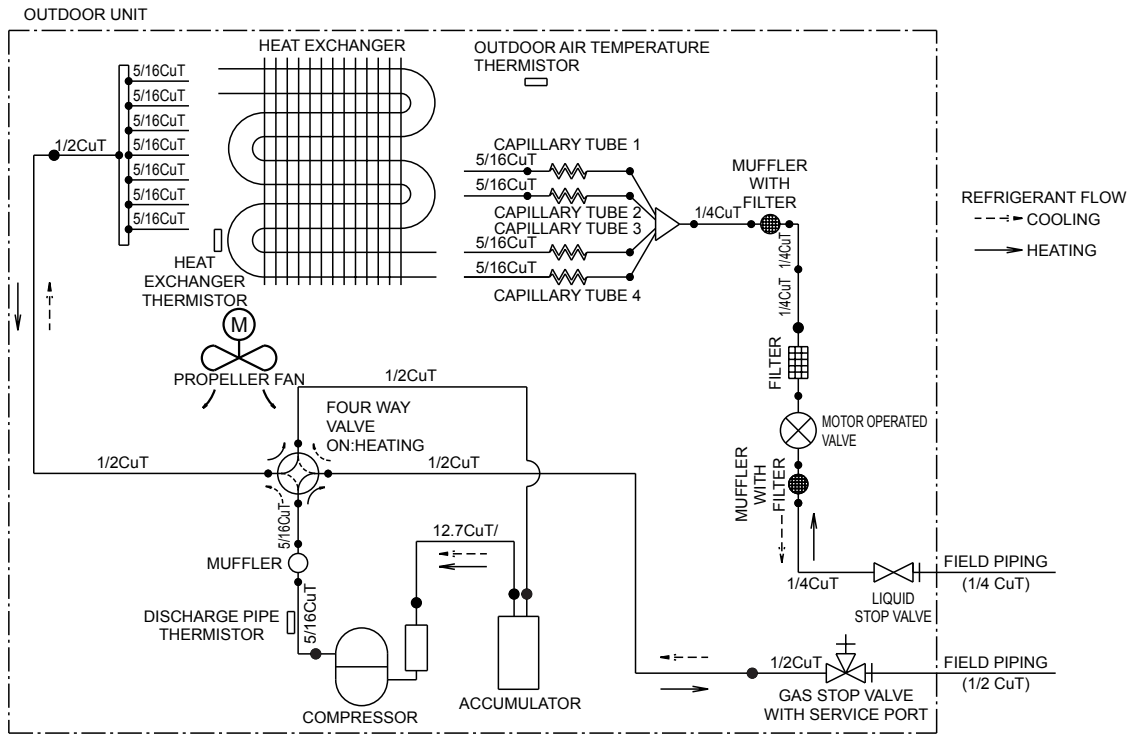 OUTDOOR UNIT
HEAT EXCHANGER
OUTDOOR AIR TEMPERATURE
THERMISTOR
5/16CuT
5/16CuT
5/16CuT
5/16CuT
5/16CuT
5/16CuT
5/16CuT
1/2CuT
HEAT
EXCHANGER
THERMISTOR
CAPILLARY TUBE 1
5/16CuT
5/16CuT
CAPILLARY TUBE 2
CAPILLARY TUBE 3
5/16CuT
5/16CuT
CAPILLARY TUBE 4
1/4CuT
MUFFLER
WITH
FILTER
1/4CuT
1/4CuT
REFRIGERANT FLOW
COOLING
HEATING
M
PROPELLER FAN
FILTER
MOTOR OPERATED
VALVE
MUFFLER
WITH
FILTER
1/2CuT
FOUR WAY
VALVE
ON:HEATING
1/2CuT
1/2CuT
5/16CuT
MUFFLER
5/16CuT
DISCHARGE PIPE
THERMISTOR
COMPRESSOR
12.7CuT/
ACCUMULATOR
1/4CuT
LIQUID
STOP VALVE
FIELD PIPING
(1/4 CuT)
1/2CuT
GAS STOP VALVE
WITH SERVICE PORT
FIELD PIPING
(1/2 CuT)